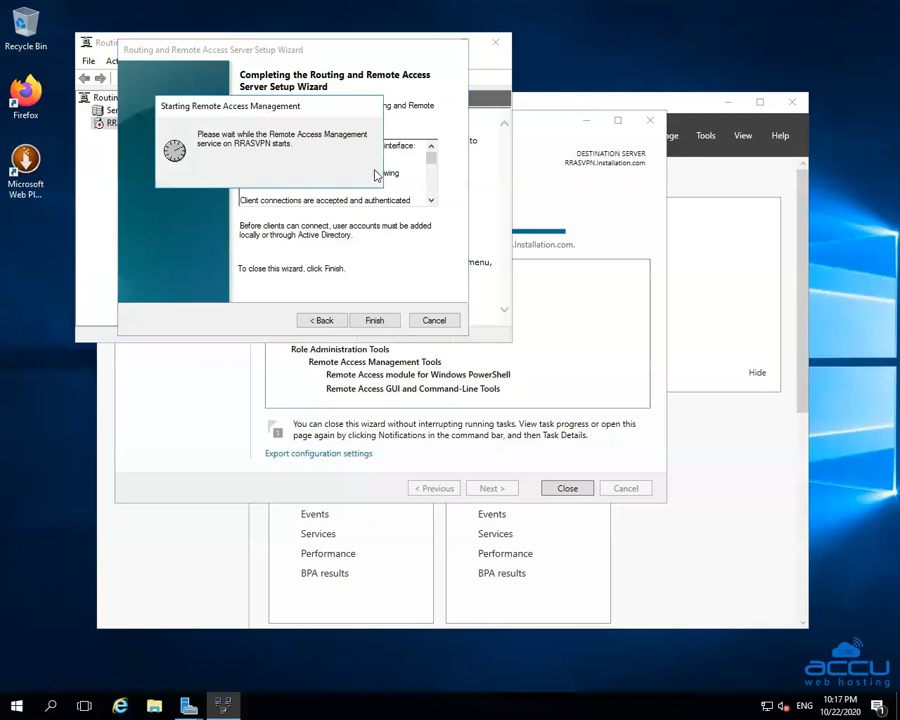 Recycle Bin
Firefox
Microsoft
Web Pl...
Routing and Remote Access Server Setup Wizard
File
Completing the Routing and Remote Access
Server Setup Wizard
Starting Remote Access Management
Please wait while the Remote Access Management
service on RRASVPN starts.
ing and Remote
interface:
wing
Client connections are accepted and authenticated
Before clients can connect, user accounts must be added
locally or through Active Directory.
To close this wizard, click Finish.
< Back
Finish
Cancel
to
menu,
age
Tools
View
Help
DESTINATION SERVER
RRASVPN.Installation.com
.Installation.com.
Role Administration Tools
Remote Access Management Tools
Remote Access module for Windows PowerShell
Remote Access GUI and Command-Line Tools
1
You can close this wizard without interrupting running tasks. View task progress or open this
page again by clicking Notifications in the command bar, and then Task Details.
Export configuration settings
< Previous
Next >
Close
Cancel
Hide
Events
Services
Performance
BPA results
Events
Services
Performance
BPA results
accu
web hosting
ENG
10:17 PM
10/22/2020
1